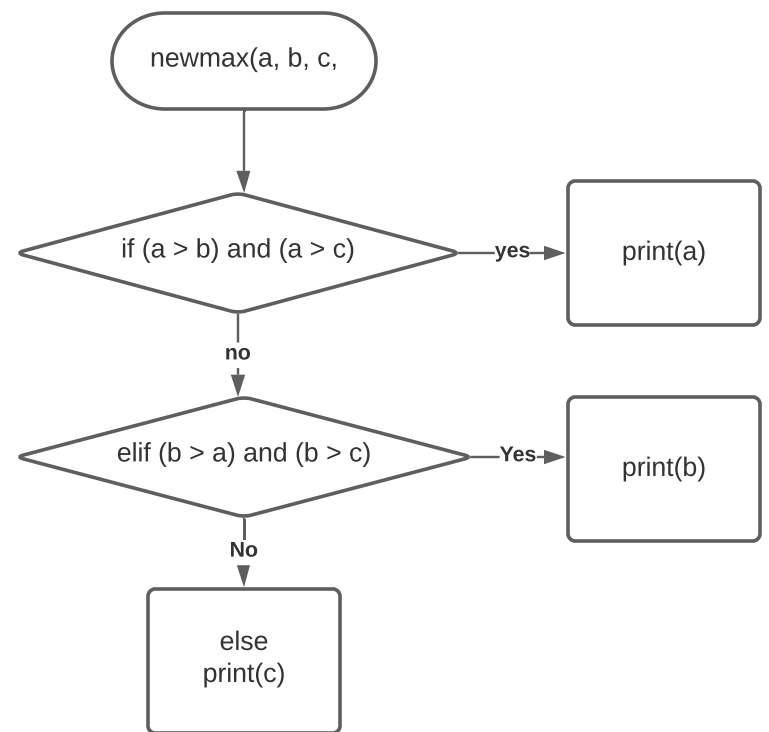 newmax(a, b, c,
if (a > b) and (a > c)
yes
print(a)
no
elif (b > a) and (b > c)
Yes
print(b)
No
else
print(c)